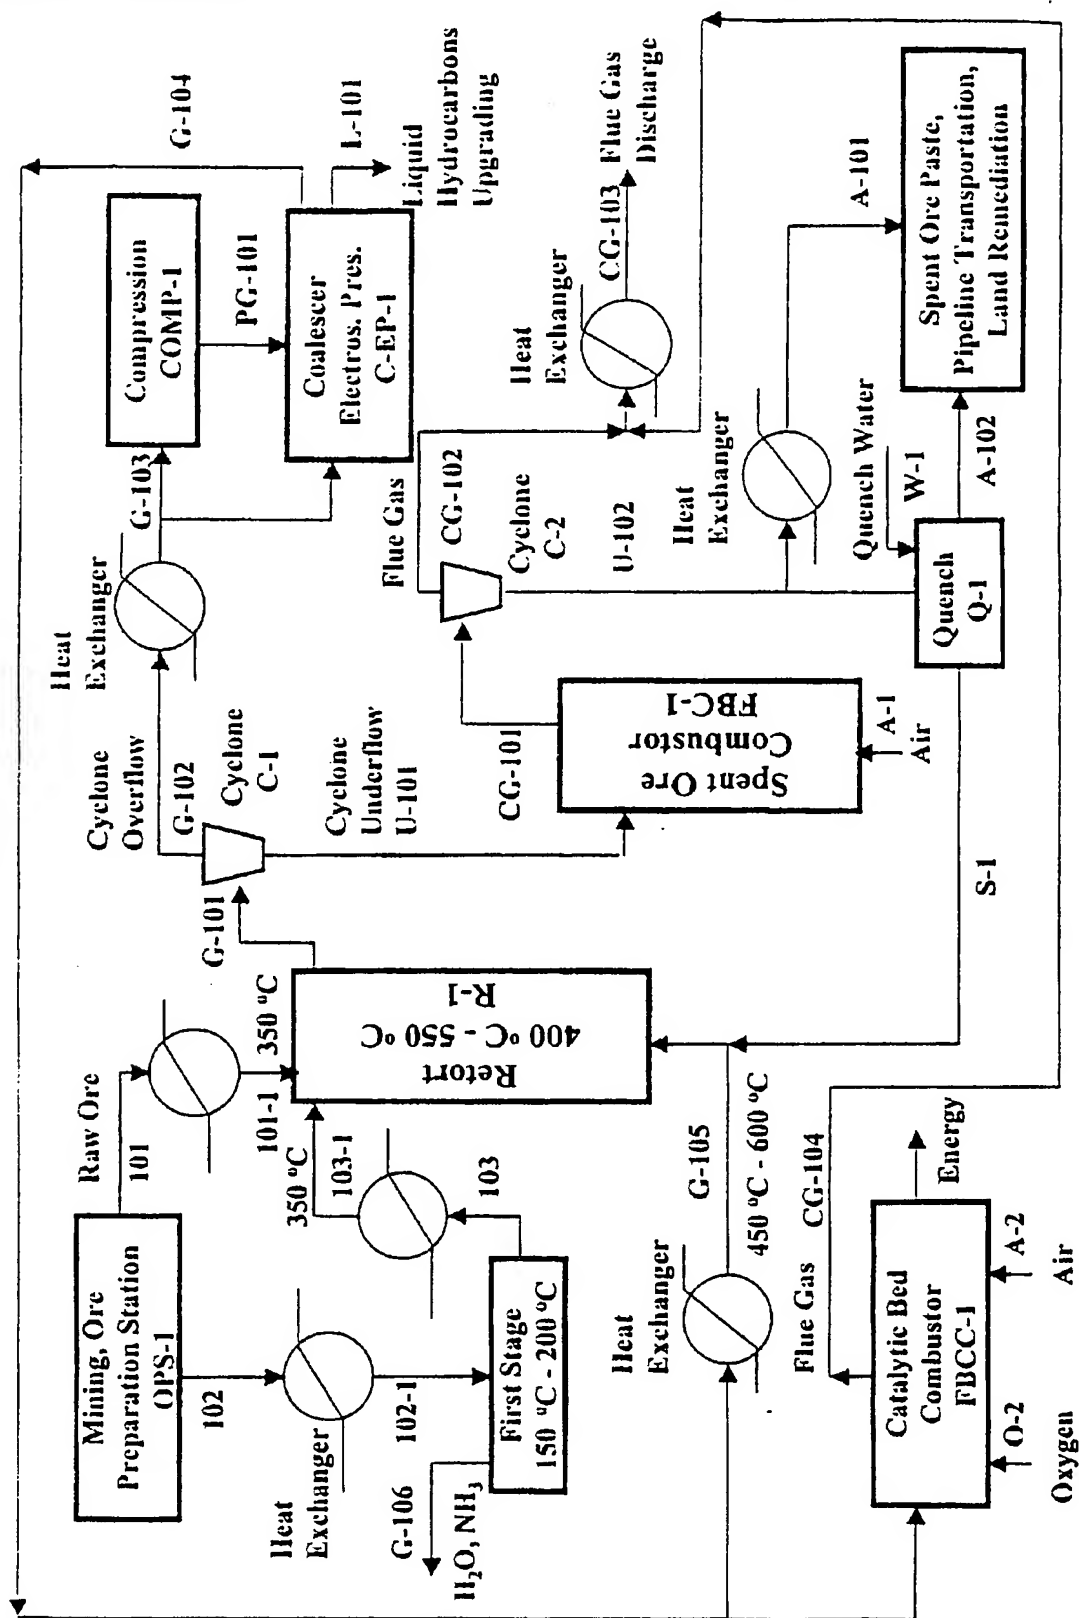 Mining, Ore
Preparation Station
OPS-1
Raw Ore
101
102
Heat
Exchanger
102-1
First Stage
150 °C - 200 °C
G-106
H2O, NH3
103
350 °C
103-1
101-1
350 °C
Retort
400 °C - 550 °C
R-1
G-101
Cyclone
Overflow
G-102
Cyclone
C-1
Cyclone
Underflow
U-101
Heat
Exchanger
G-103
Compression
COMP-1
PG-101
Coalescer
Electros. Pres.
C-EP-1
G-104
L-101
Liquid
Hydrocarbons
Upgrading
Flue Gas
CG-102
Cyclone
C-2
U-102
CG-101
Spent Ore
Combustor
FBC-1
A-1
Air
Heat
Exchanger
CG-103
Flue Gas
Discharge
Heat
Exchanger
A-101
Quench Water
W-1
Quench
Q-1
A-102
Spent Ore Paste,
Pipeline Transportation,
Land Remediation
S-1
Heat
Exchanger
G-105
450 °C - 600 °C
Flue Gas
CG-104
Catalytic Bed
Combustor
FBCC-1
Energy
O-2
Oxygen
A-2
Air